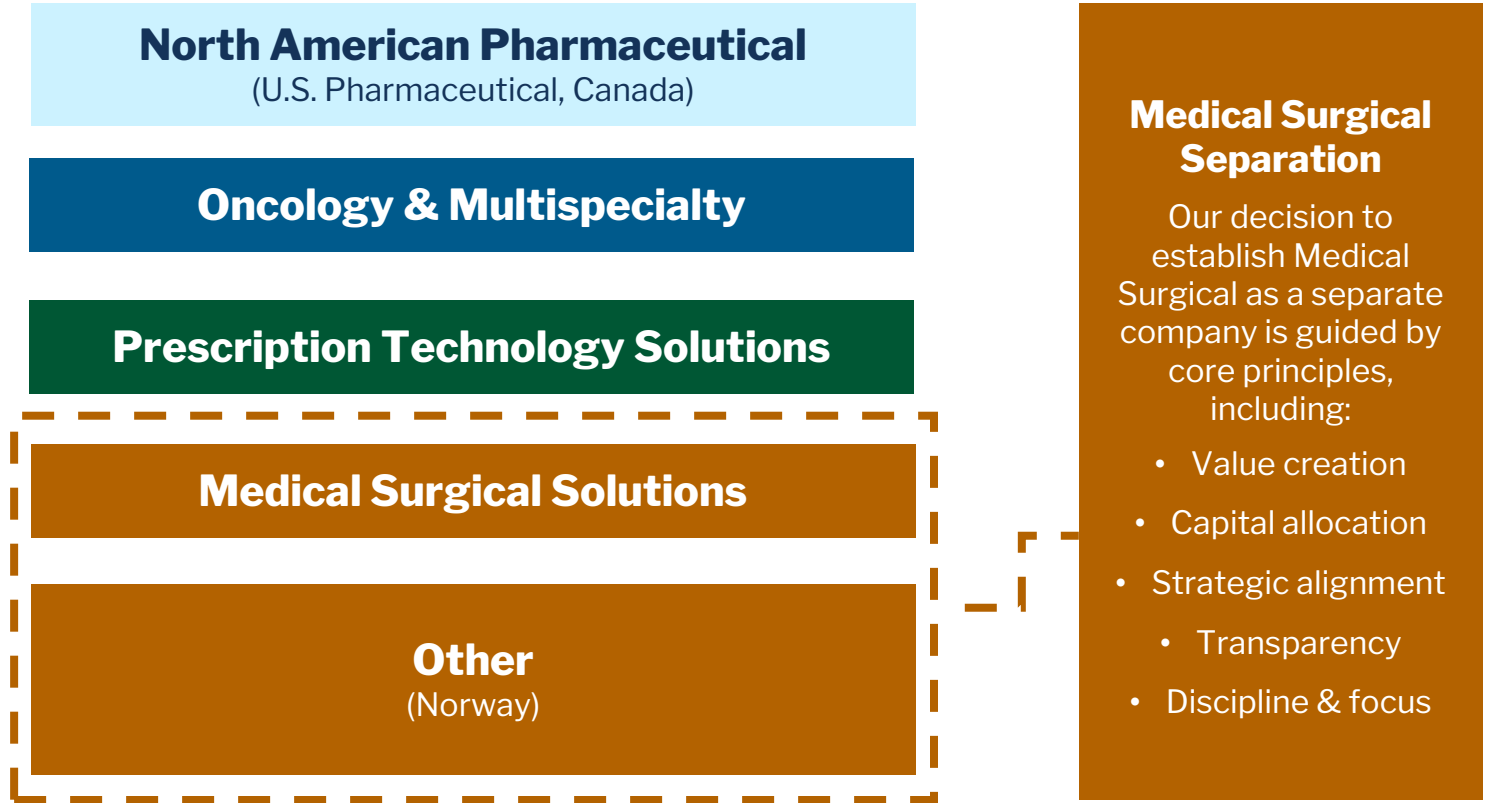 North American Pharmaceutical
(U.S. Pharmaceutical, Canada)
Oncology & Multispecialty
Prescription Technology Solutions
Medical Surgical Solutions
Other
(Norway)
Medical Surgical
Separation
Our decision to
establish Medical
Surgical as a separate
company is guided by
core principles,
including:
• Value creation
• Capital allocation
• Strategic alignment
• Transparency
• Discipline & focus